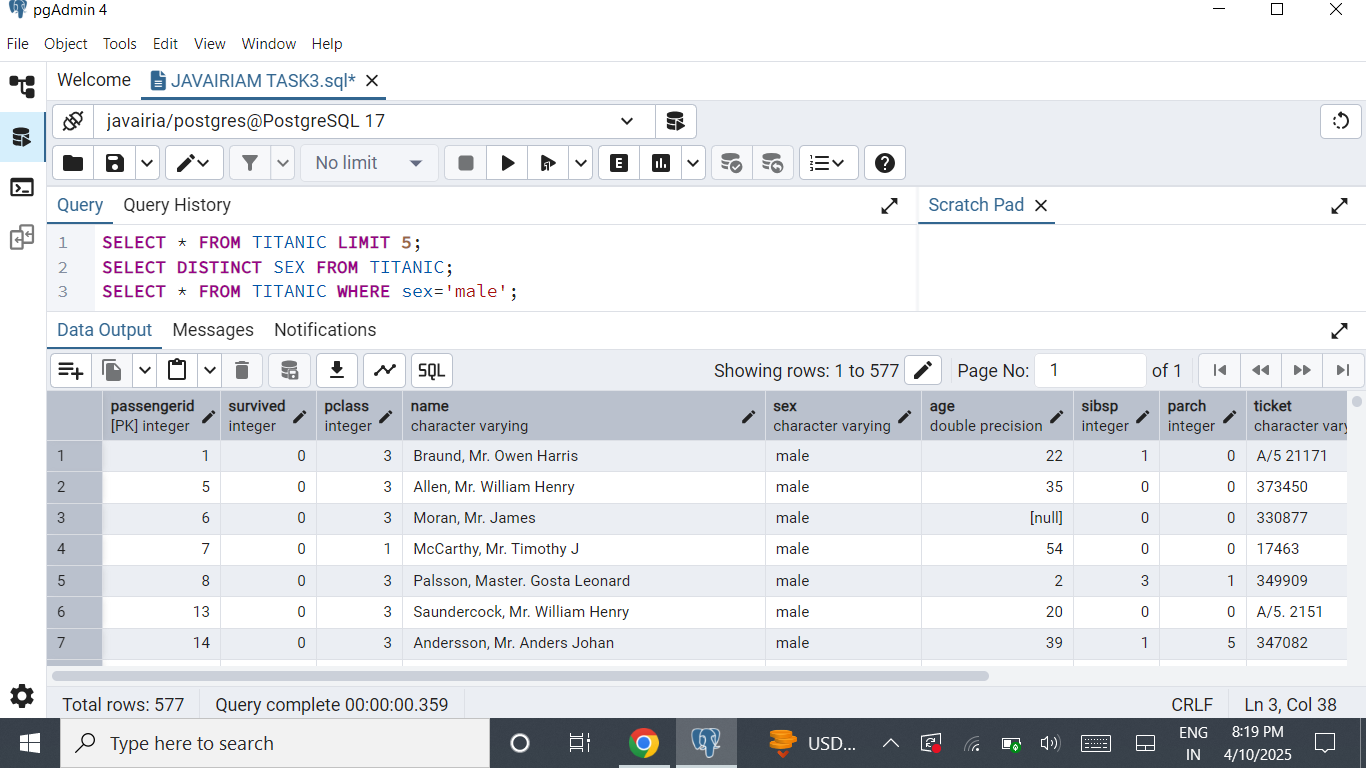 pgAdmin 4
File Object Tools Edit View Window Help
Welcome JAVAIRIAM TASK3.sql*
javairia/postgres@PostgreSQL 17
No limit
E
Query Query History Scratch Pad
1 SELECT * FROM TITANIC LIMIT 5;
2 SELECT DISTINCT SEX FROM TITANIC;
3 SELECT * FROM TITANIC WHERE sex='male';
Data Output Messages Notifications
SQL Showing rows: 1 to 577 Page No: 1 of 1
passengerid survived pclass name sex age sibsp parch ticket
[PK] integer integer integer character varying character varying double precision integer integer character vary
1 1 0 3 Braund, Mr. Owen Harris male 22 1 0 A/5 21171
2 5 0 3 Allen, Mr. William Henry male 35 0 0 373450
3 6 0 3 Moran, Mr. James male [null] 0 0 330877
4 7 0 1 McCarthy, Mr. Timothy J male 54 0 0 17463
5 8 0 3 Palsson, Master. Gosta Leonard male 2 3 1 349909
6 13 0 3 Saundercock, Mr. William Henry male 20 0 0 A/5. 2151
7 14 0 3 Andersson, Mr. Anders Johan male 39 1 5 347082
Total rows: 577 Query complete 00:00:00.359 CRLF Ln 3, Col 38
Type here to search USD... ENG 8:19 PM
IN 4/10/2025